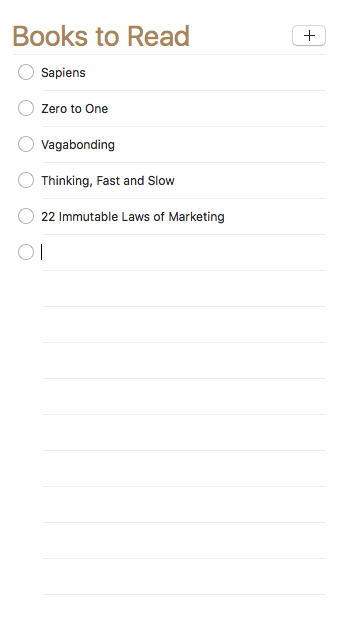 Books to Read
Sapiens
Zero to One
Vagabonding
Thinking, Fast and Slow
22 Immutable Laws of Marketing